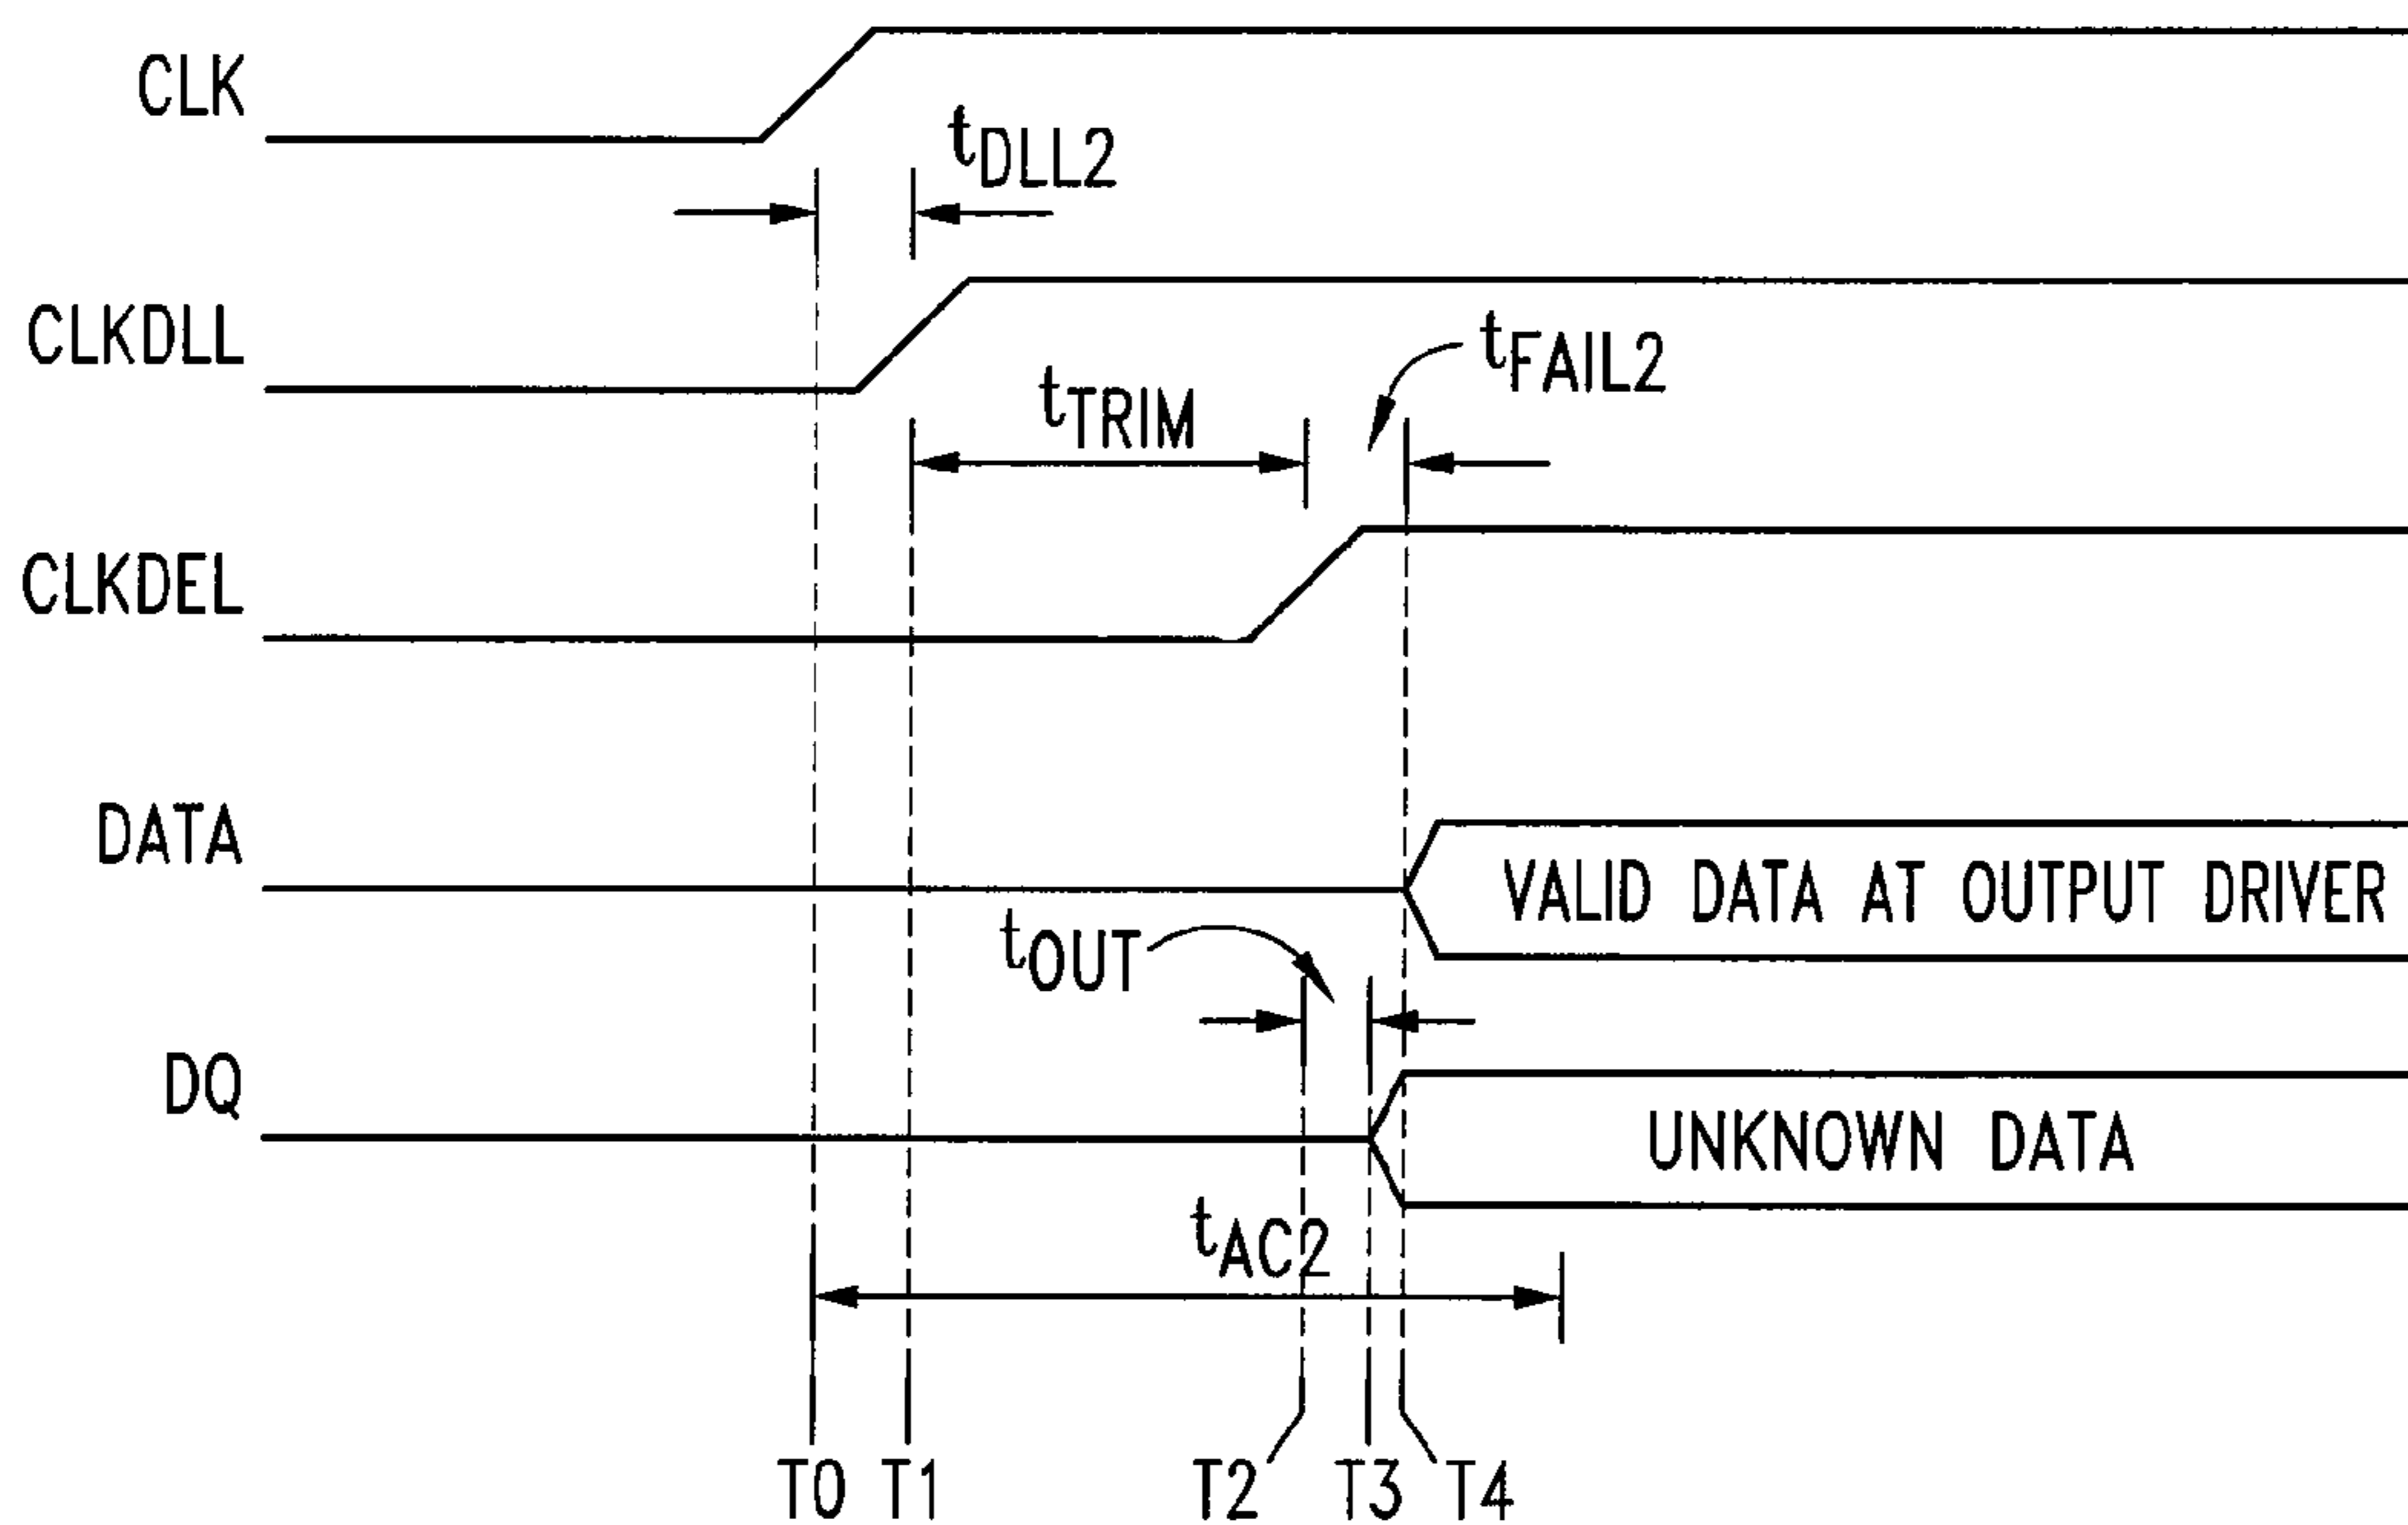 CLK
tDLL2
CLKDLL
tFAIL2
tTRIM
CLKDEL
DATA
VALID DATA AT OUTPUT DRIVER
tOUT
DQ
UNKNOWN DATA
tAC2
T0 T1 T2 T3 T4